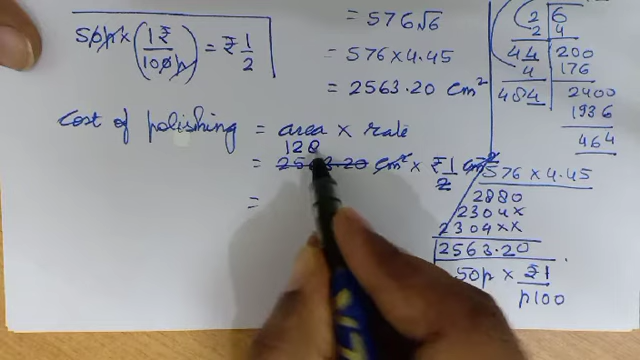 50p × (1₹ / 100p) = ₹ 1/2
= 576√6
= 576 × 4.45
= 2563.20 cm²
Cost of polishing = area × rate
128
= 2563.20 cm² × ₹1/2 cm²
=
2 6
2 4
44 200
4 176
484 2400
1936
464
576 × 4.45
2880
2304×
2304××
2563.20
50p × ₹1
p100